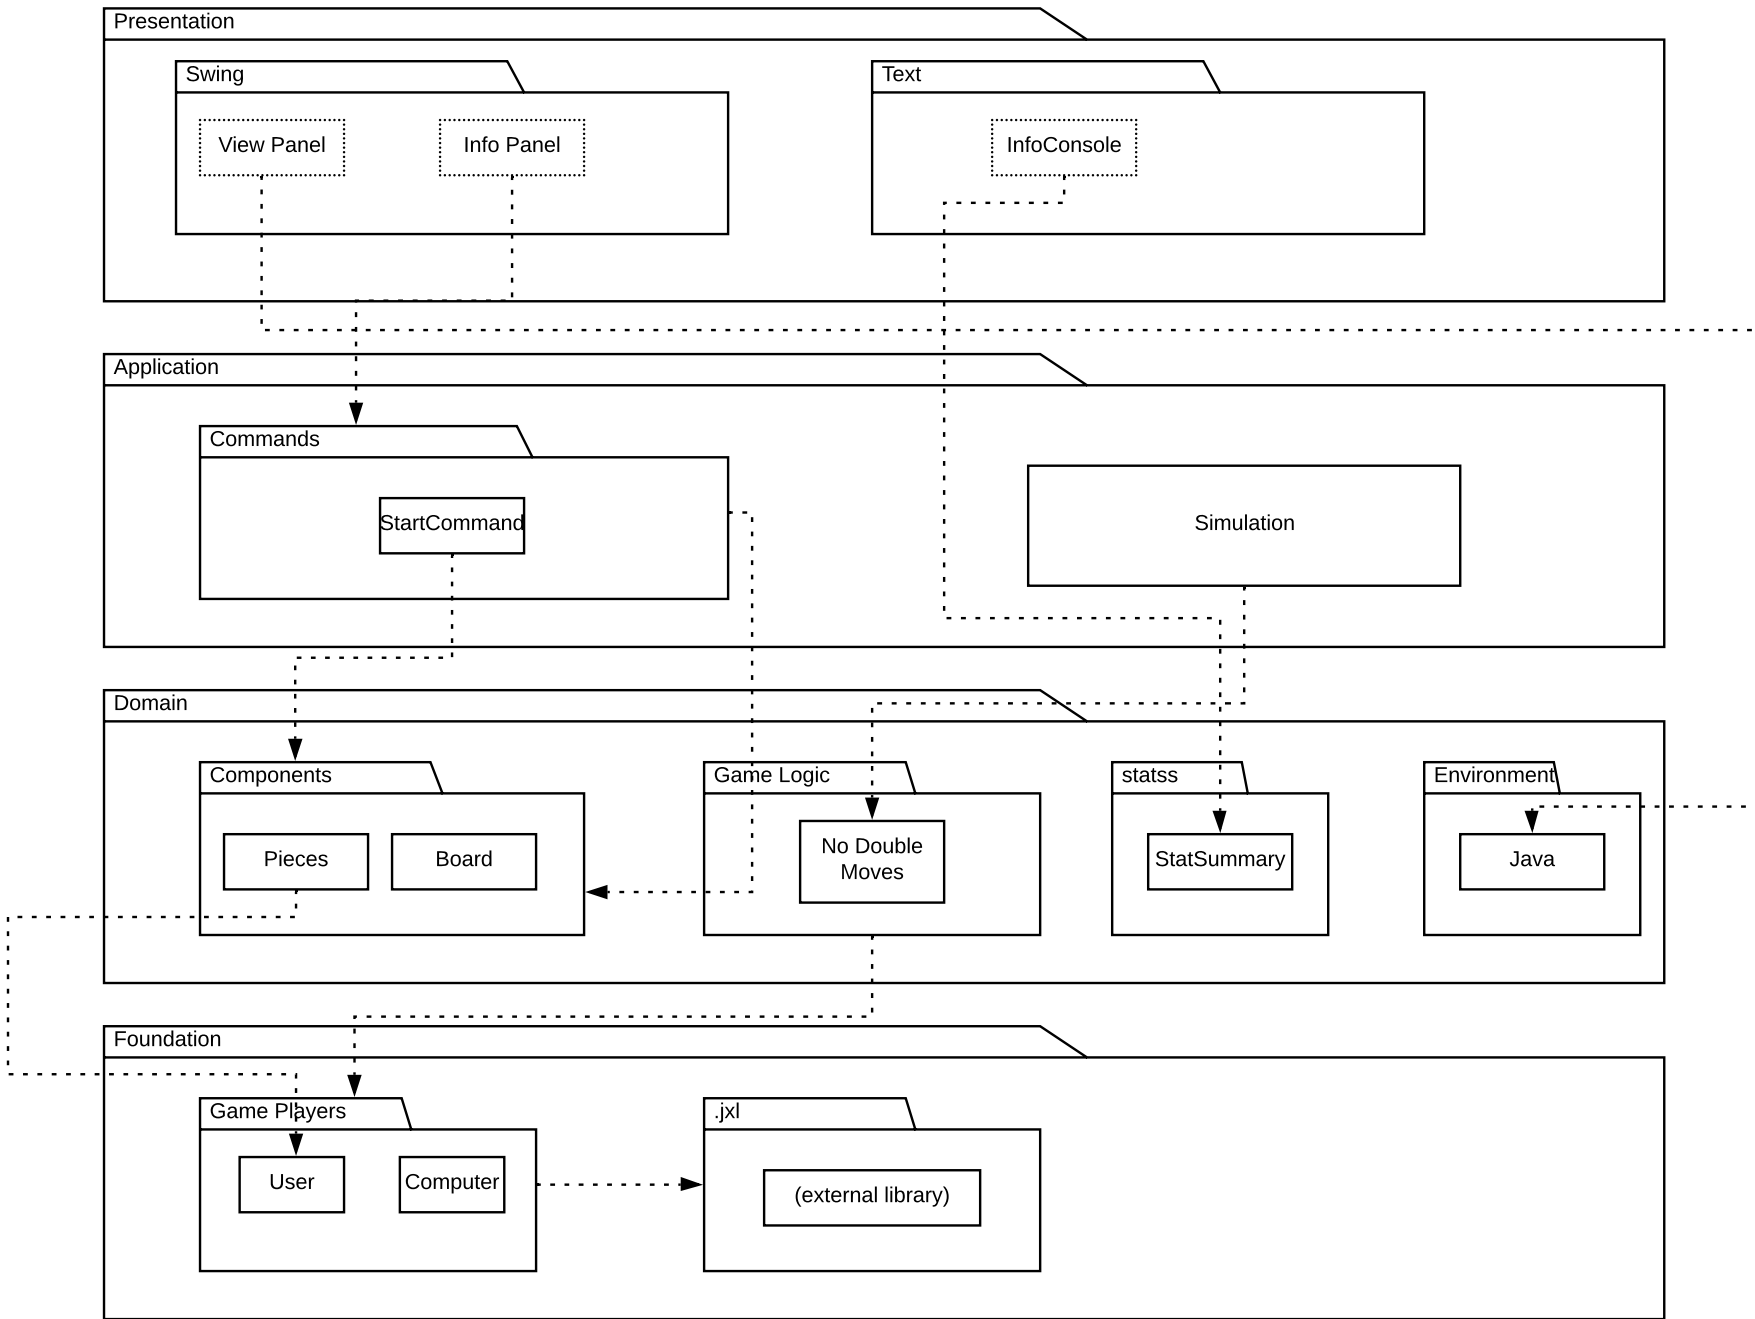 Presentation
Swing
Text
View Panel
Info Panel
InfoConsole
Application
Commands
StartCommand
Simulation
Domain
Components
Game Logic
statss
Environment
Pieces
Board
No Double
Moves
StatSummary
Java
Foundation
Game Players
.jxl
User
Computer
(external library)